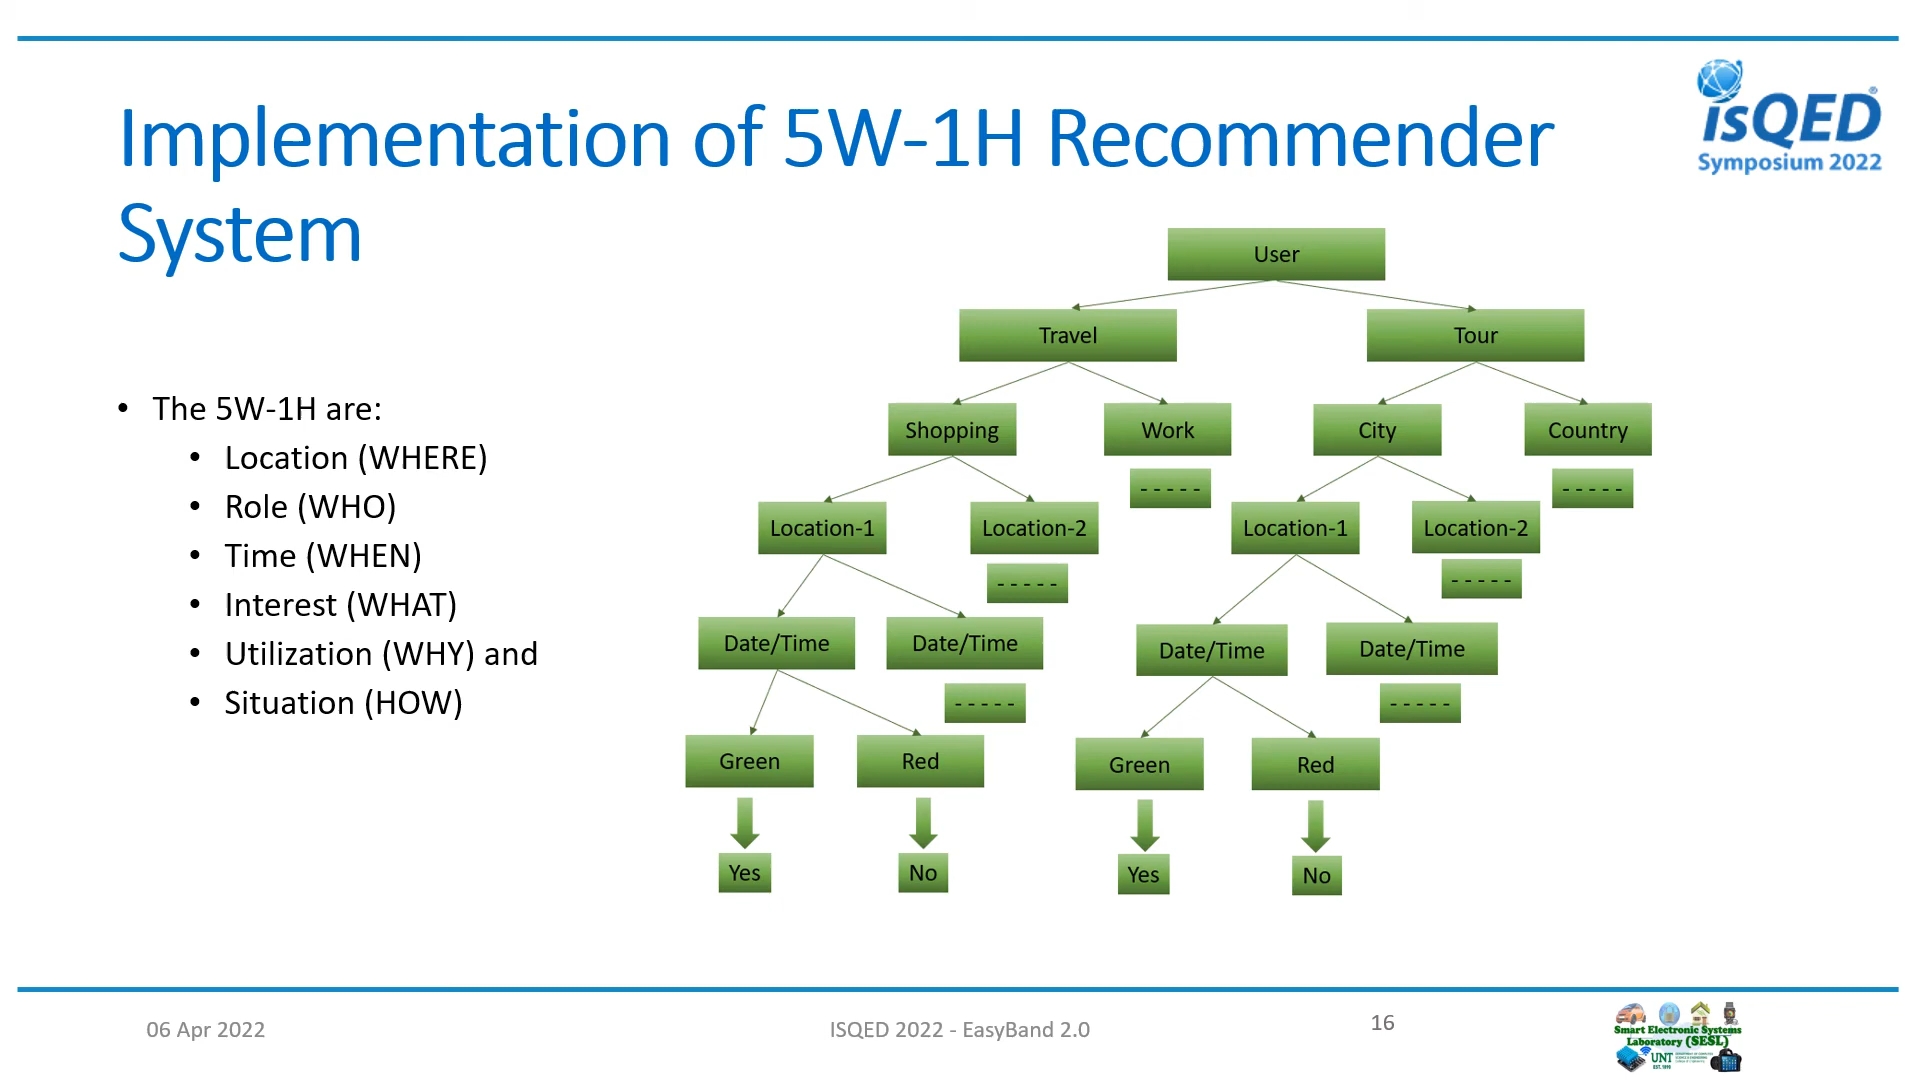 isQED®
Symposium 2022
Implementation of 5W-1H Recommender
System
• The 5W-1H are:
• Location (WHERE)
• Role (WHO)
• Time (WHEN)
• Interest (WHAT)
• Utilization (WHY) and
• Situation (HOW)
User
Travel
Tour
Shopping
Work
City
Country
- - - - -
- - - - -
Location-1
Location-2
Location-1
Location-2
- - - - -
- - - - -
Date/Time
Date/Time
Date/Time
Date/Time
- - - - -
- - - - -
Green
Red
Green
Red
Yes
No
Yes
No
06 Apr 2022
ISQED 2022 - EasyBand 2.0
16
Smart Electronic Systems
Laboratory (SESL)
UNT
EST. 1890